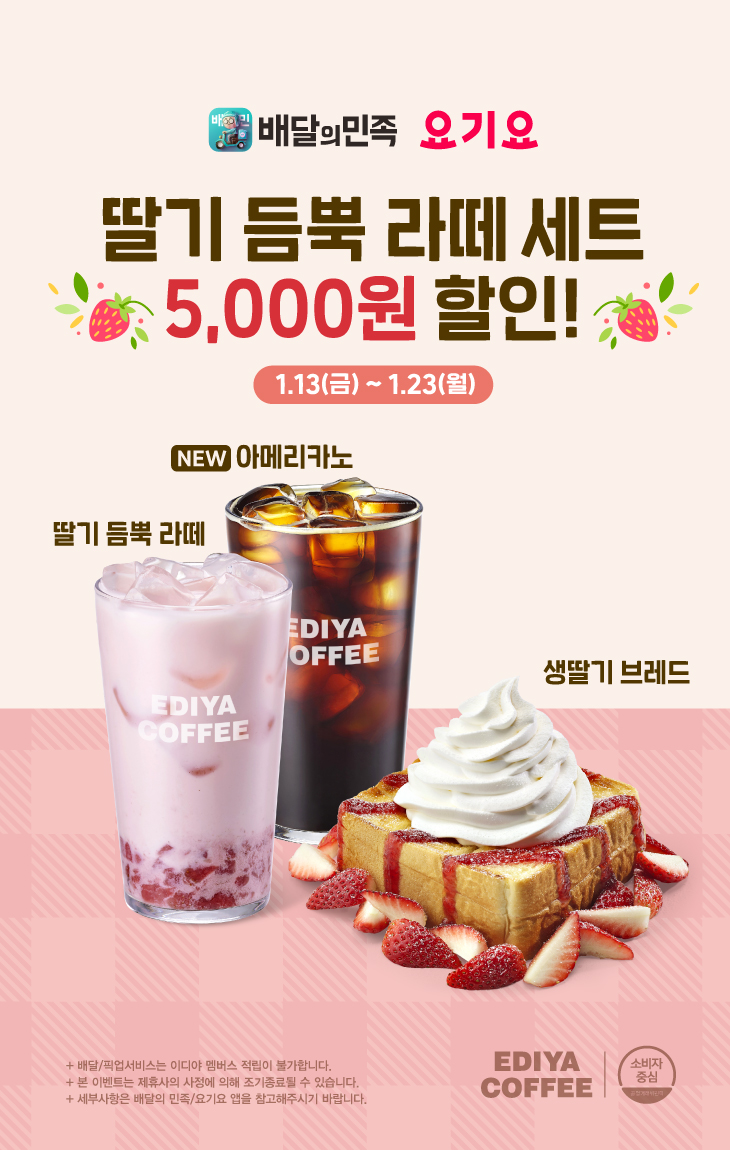 배달의민족 요기요
딸기 듬뿍 라떼 세트
5,000원 할인!
1.13(금) ~ 1.23(월)
NEW 아메리카노
딸기 듬뿍 라떼
EDIYA
COFFEE
EDIYA
COFFEE
생딸기 브레드
+ 배달/픽업서비스는 이디야 멤버스 적립이 불가합니다.
+ 본 이벤트는 제휴사의 사정에 의해 조기종료될 수 있습니다.
+ 세부사항은 배달의 민족/요기요 앱을 참고해주시기 바랍니다.
EDIYA
COFFEE
소비자
중심